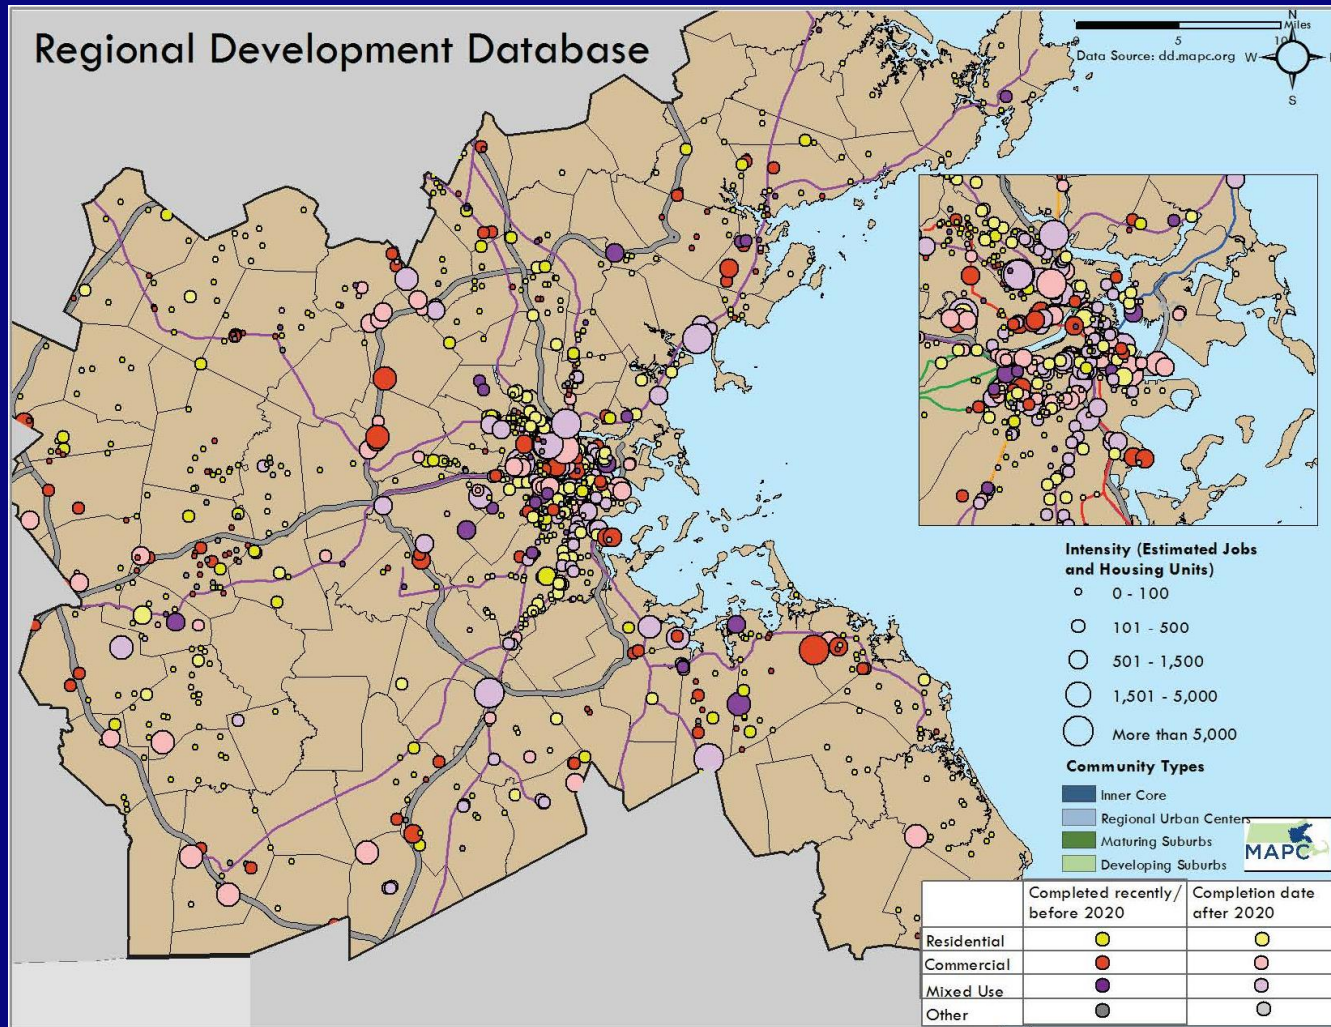 Regional Development Database
N
Miles
0 5 10
Data Source: dd.mapc.org W
S
Intensity (Estimated Jobs
and Housing Units)
0 - 100
101 - 500
501 - 1,500
1,501 - 5,000
More than 5,000
Community Types
Inner Core
Regional Urban Centers
Maturing Suburbs
Developing Suburbs
MAPC
Completed recently/ Completion date
before 2020 after 2020
Residential
Commercial
Mixed Use
Other